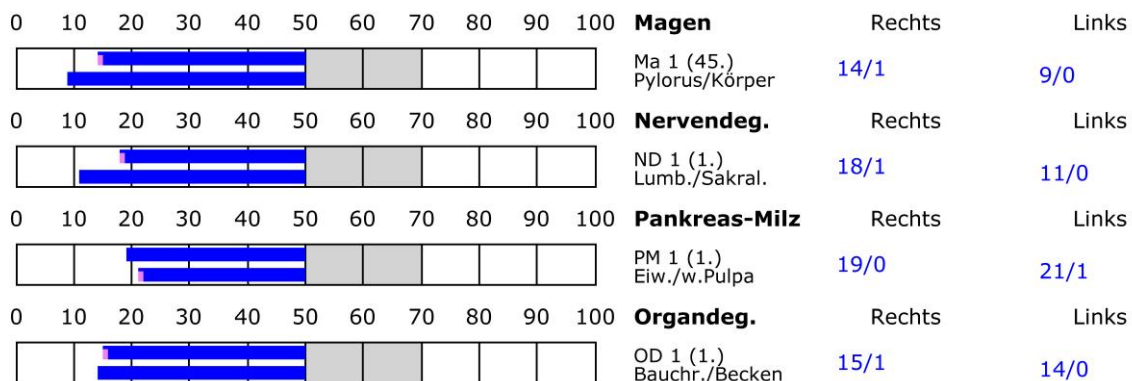 0 10 20 30 40 50 60 70 80 90 100 Magen Rechts Links
Ma 1 (45.) 14/1 9/0
Pylorus/Körper
0 10 20 30 40 50 60 70 80 90 100 Nervendeg. Rechts Links
ND 1 (1.) 18/1 11/0
Lumb./Sakral.
0 10 20 30 40 50 60 70 80 90 100 Pankreas-Milz Rechts Links
PM 1 (1.) 19/0 21/1
Eiw./w.Pulpa
0 10 20 30 40 50 60 70 80 90 100 Organdeg. Rechts Links
OD 1 (1.) 15/1 14/0
Bauchr./Becken